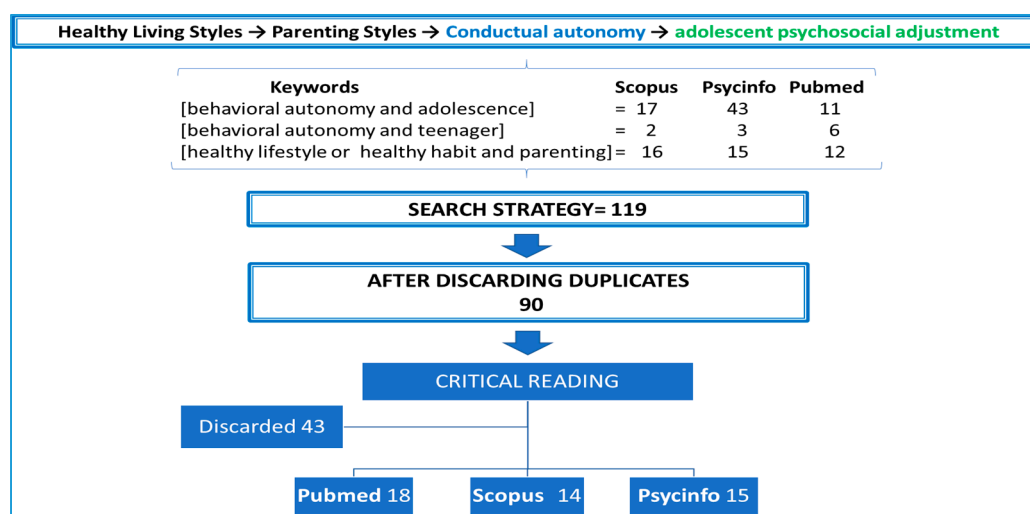 Healthy Living Styles → Parenting Styles → Conductual autonomy → adolescent psychosocial adjustment
Keywords Scopus Psycinfo Pubmed
[behavioral autonomy and adolescence] = 17 43 11
[behavioral autonomy and teenager] = 2 3 6
[healthy lifestyle or healthy habit and parenting]= 16 15 12
SEARCH STRATEGY= 119
AFTER DISCARDING DUPLICATES
90
CRITICAL READING
Discarded 43
Pubmed 18 Scopus 14 Psycinfo 15